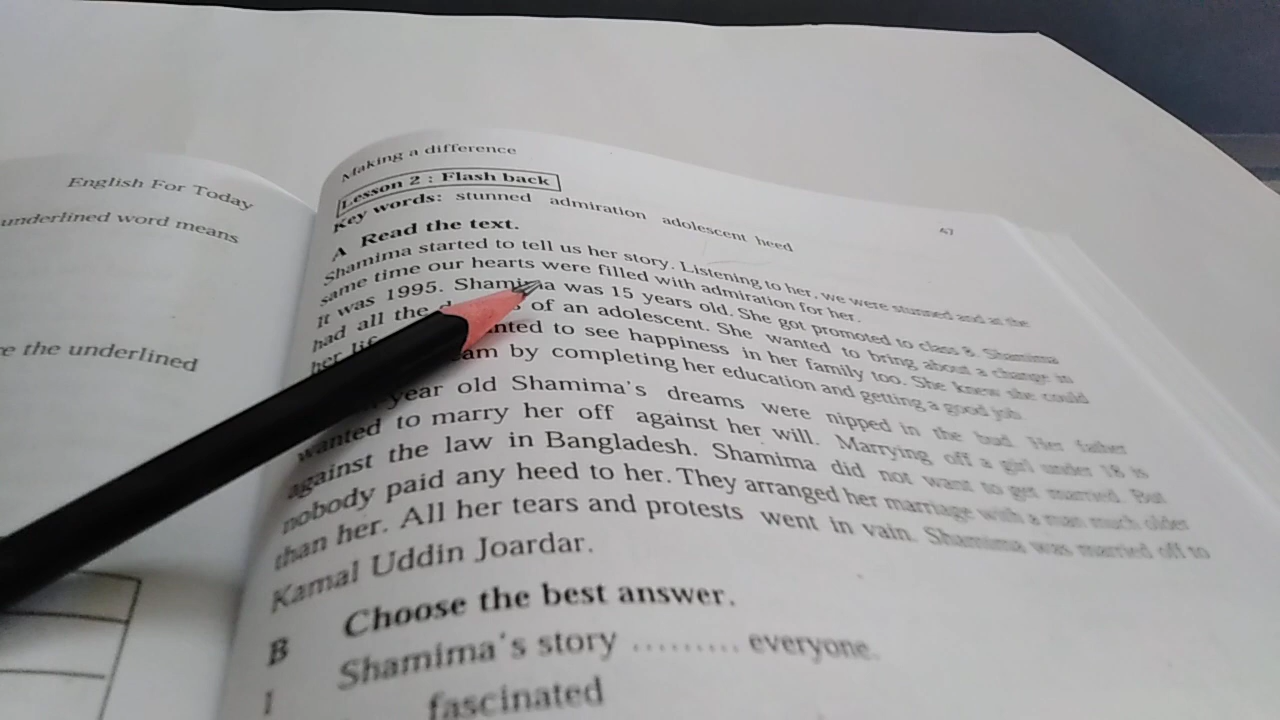 English For Today
underlined word means
the underlined
Making a difference
67
Lesson 2 : Flash back
Key words: stunned admiration adolescent heed
A Read the text.
Shamima started to tell us her story. Listening to her, we were stunned and at the
same time our hearts were filled with admiration for her.
It was 1995. Shamima was 15 years old. She got promoted to class 8. Shamima
had all the of an adolescent. She wanted to bring about a change in
her to see happiness in her family too. She knew she could
by completing her education and getting a good job.
year old Shamima's dreams were nipped in the bud. Her father
wanted to marry her off against her will. Marrying off a girl under 18 is
against the law in Bangladesh. Shamima did not want to get married. But
nobody paid any heed to her. They arranged her marriage with a man much older
than her. All her tears and protests went in vain. Shamima was married off to
Kamal Uddin Joardar.
B Choose the best answer.
1 Shamima's story ......... everyone.
fascinated